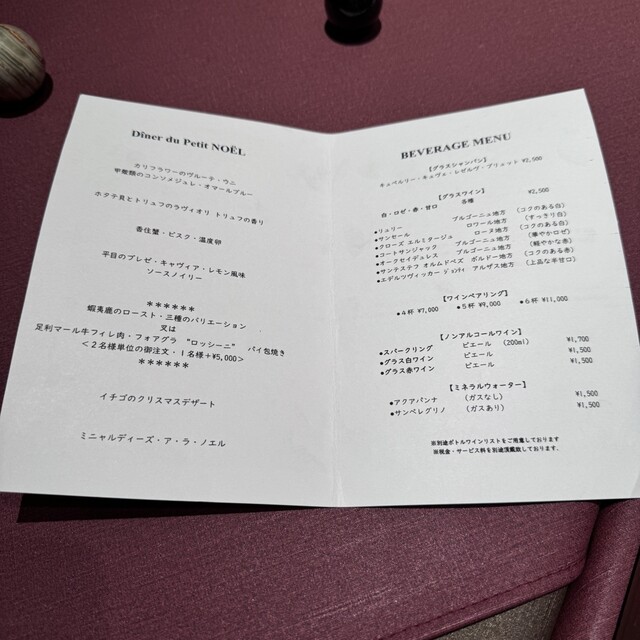 Dîner du Petit NOËL
カリフラワーのヴルーテ・ウニ
甲殻類のコンソメジュレ・オマールブルー
ホタテ貝とトリュフのラヴィオリ トリュフの香り
香住蟹・ビスク・温度卵
平目のブレゼ・キャヴィア・レモン風味
ソースノイリー
******
蝦夷鹿のロースト・三種のバリエーション
又は
足利マール牛フィレ肉・フォアグラ "ロッシーニ" パイ包焼き
<2名様単位の御注文・1名様+¥5,000>
******
イチゴのクリスマスデザート
ミニャルディーズ・ア・ラ・ノエル
BEVERAGE MENU
【グラスシャンパン】
キュベルリー・キュヴェ・レゼルヴ・ブリュット ¥2,500
【グラスワイン】
白・ロゼ・赤・甘口 各種 ¥2,500
●リュリー ブルゴーニュ地方 (コクのある白)
●サンセール ロワール地方 (すっきり白)
●クローズ エルミタージュ ローヌ地方 (コクのある白)
●コートサンジャック ブルゴーニュ地方 (華やかロゼ)
●オークセイデュレス ブルゴーニュ地方 (軽やかな赤)
●サンテステフ オルムドペズ ボルドー地方 (コクのある赤)
●エデルツヴィッカー アルザス地方 (上品な半甘口)
【ワインペアリング】
●4杯 ¥7,000 ●5杯 ¥9,000 ●6杯 ¥11,000
【ノンアルコールワイン】
●スパークリング ピエール (200ml) ¥1,700
●グラス白ワイン ピエール ¥1,500
●グラス赤ワイン ピエール ¥1,500
【ミネラルウォーター】
●アクアパンナ (ガスなし) ¥1,500
●サンペレグリノ (ガスあり) ¥1,500
※別途ボトルワインリストをご用意しております
※税金・サービス料を別途頂戴致しております。